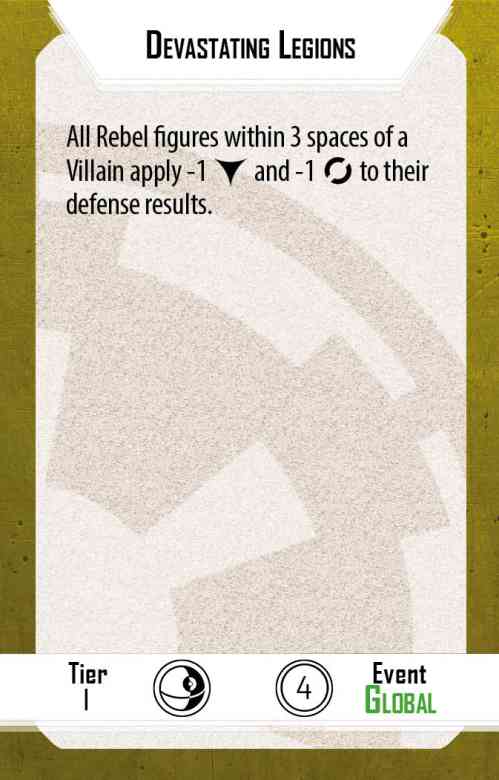 Devastating Legions
All Rebel figures within 3 spaces of a
Villain apply -1 and -1 to their
defense results.
Tier
I
4
Event
Global